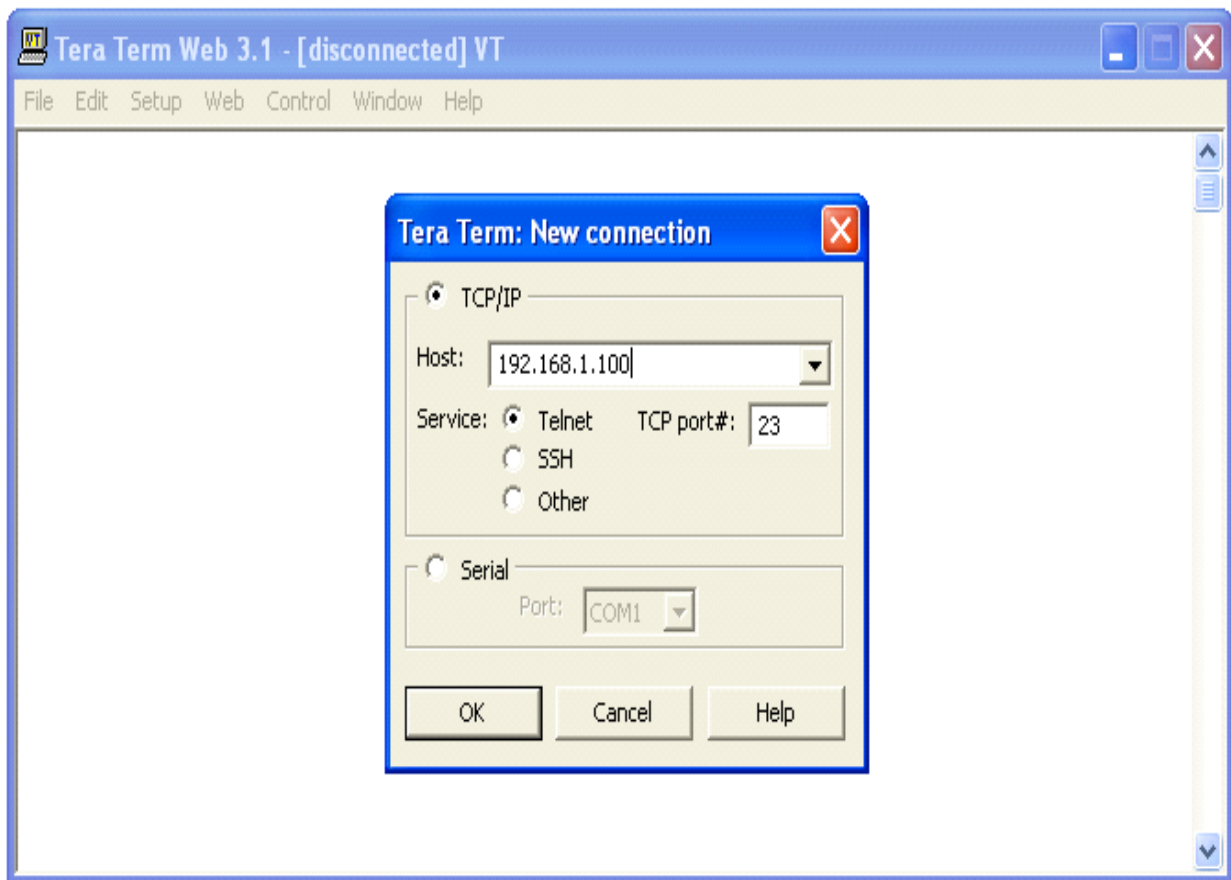 VT Tera Term Web 3.1 - [disconnected] VT
File Edit Setup Web Control Window Help
Tera Term: New connection
TCP/IP
Host: 192.168.1.100
Service: Telnet TCP port#: 23
SSH
Other
Serial
Port: COM1
OK Cancel Help